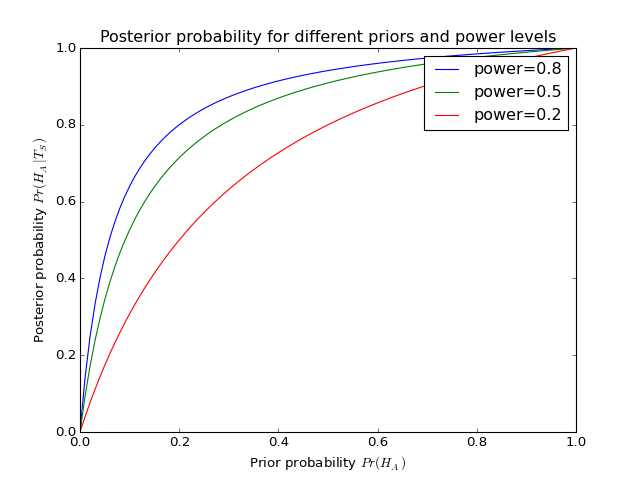 Posterior probability for different priors and power levels
power=0.8
power=0.5
power=0.2
1.0
0.8
0.6
0.4
0.2
0.0
Posterior probability Pr(H_A|T_S)
0.0 0.2 0.4 0.6 0.8 1.0
Prior probability Pr(H_A)